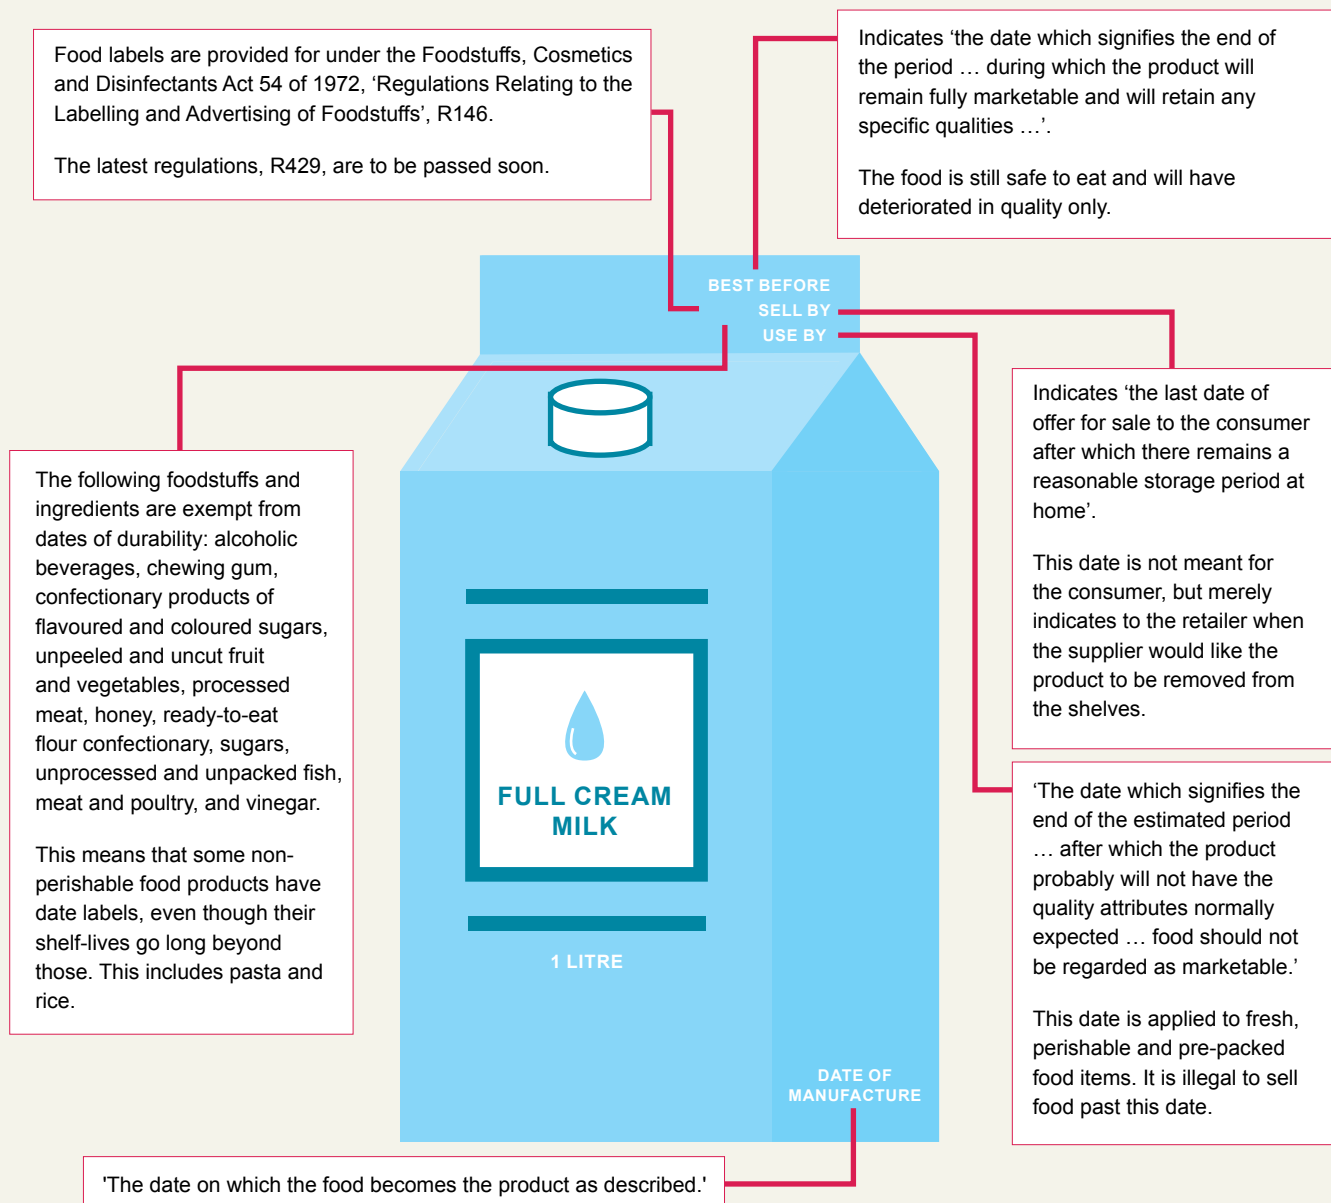 Food labels are provided for under the Foodstuffs, Cosmetics
and Disinfectants Act 54 of 1972, ‘Regulations Relating to the
Labelling and Advertising of Foodstuffs’, R146.
The latest regulations, R429, are to be passed soon.
Indicates ‘the date which signifies the end of
the period … during which the product will
remain fully marketable and will retain any
specific qualities …’.
The food is still safe to eat and will have
deteriorated in quality only.
BEST BEFORE
SELL BY
USE BY
Indicates ‘the last date of
offer for sale to the consumer
after which there remains a
reasonable storage period at
home’.
This date is not meant for
the consumer, but merely
indicates to the retailer when
the supplier would like the
product to be removed from
the shelves.
The following foodstuffs and
ingredients are exempt from
dates of durability: alcoholic
beverages, chewing gum,
confectionary products of
flavoured and coloured sugars,
unpeeled and uncut fruit
and vegetables, processed
meat, honey, ready-to-eat
flour confectionary, sugars,
unprocessed and unpacked fish,
meat and poultry, and vinegar.
This means that some non-
perishable food products have
date labels, even though their
shelf-lives go long beyond
those. This includes pasta and
rice.
FULL CREAM
MILK
1 LITRE
‘The date which signifies the
end of the estimated period
… after which the product
probably will not have the
quality attributes normally
expected … food should not
be regarded as marketable.’
This date is applied to fresh,
perishable and pre-packed
food items. It is illegal to sell
food past this date.
DATE OF
MANUFACTURE
'The date on which the food becomes the product as described.'